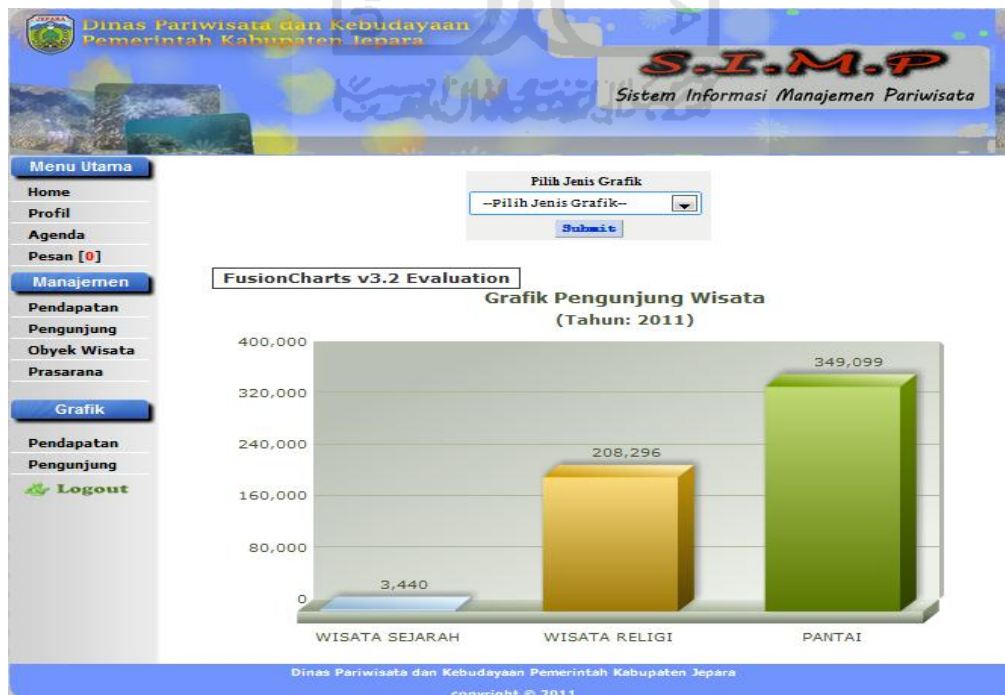 JEPARA
Dinas Pariwisata dan Kebudayaan
Pemerintah Kabupaten Jepara
S.I.M.P
Sistem Informasi Manajemen Pariwisata
Menu Utama
Home
Profil
Agenda
Pesan [0]
Manajemen
Pendapatan
Pengunjung
Obyek Wisata
Prasarana
Grafik
Pendapatan
Pengunjung
Logout
Pilih Jenis Grafik
--Pilih Jenis Grafik--
Submit
FusionCharts v3.2 Evaluation
Grafik Pengunjung Wisata
(Tahun: 2011)
400,000
320,000
240,000
160,000
80,000
0
3,440
208,296
349,099
WISATA SEJARAH
WISATA RELIGI
PANTAI
Dinas Pariwisata dan Kebudayaan Pemerintah Kabupaten Jepara
copyright © 2011